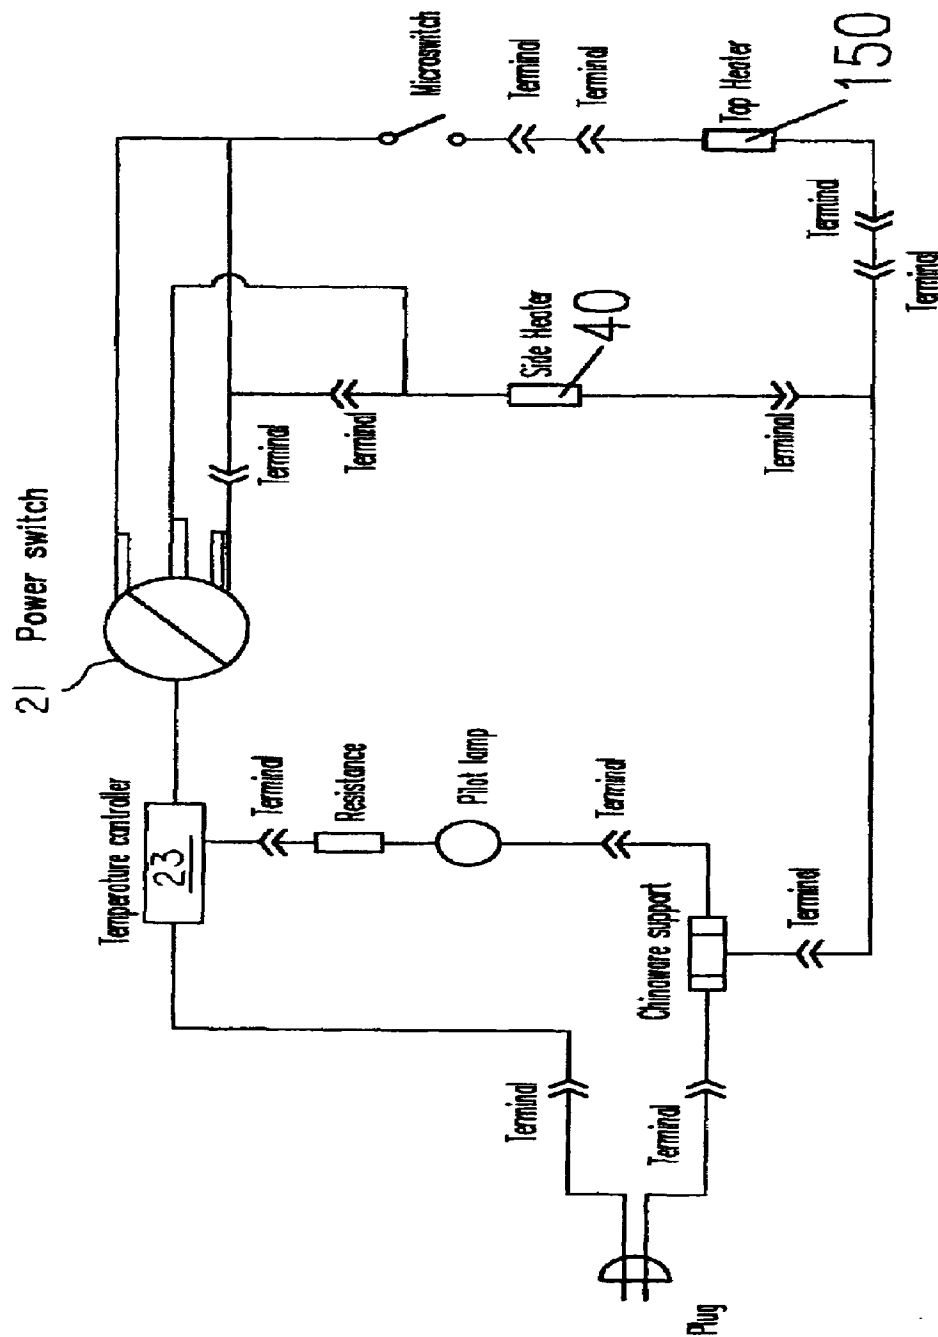 21 Power switch
Temperature controller
23
Terminal
Terminal
Resistance
Terminal
Microswitch
Pilot lamp
Terminal
Terminal
Side Heater
Terminal
Terminal
40
Chinaware support
Terminal
Plug
Top Heater
Terminal
Terminal
Terminal
150
Terminal